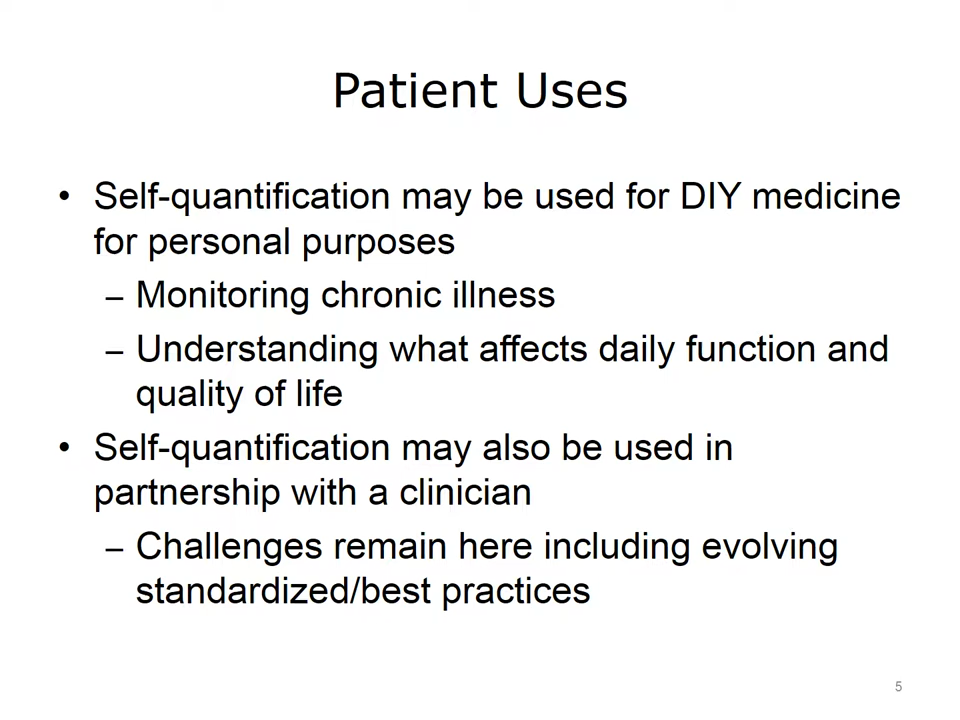 Patient Uses
• Self-quantification may be used for DIY medicine
for personal purposes
– Monitoring chronic illness
– Understanding what affects daily function and
quality of life
• Self-quantification may also be used in
partnership with a clinician
– Challenges remain here including evolving
standardized/best practices
5